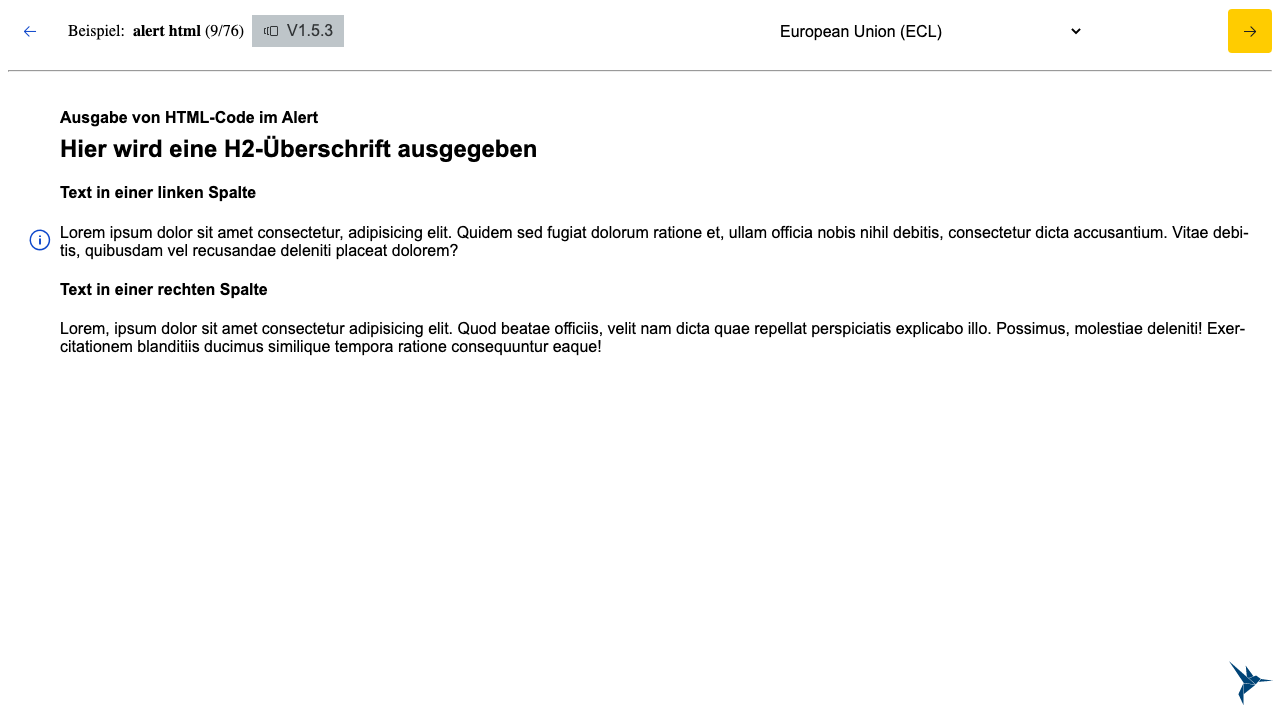 Beispiel: alert html (9/76) V1.5.3 European Union (ECL)
Ausgabe von HTML-Code im Alert
Hier wird eine H2-Überschrift ausgegeben
Text in einer linken Spalte
Lorem ipsum dolor sit amet consectetur, adipisicing elit. Quidem sed fugiat dolorum ratione et, ullam officia nobis nihil debitis, consectetur dicta accusantium. Vitae debi-
tis, quibusdam vel recusandae deleniti placeat dolorem?
Text in einer rechten Spalte
Lorem, ipsum dolor sit amet consectetur adipisicing elit. Quod beatae officiis, velit nam dicta quae repellat perspiciatis explicabo illo. Possimus, molestiae deleniti! Exer-
citationem blanditiis ducimus similique tempora ratione consequuntur eaque!